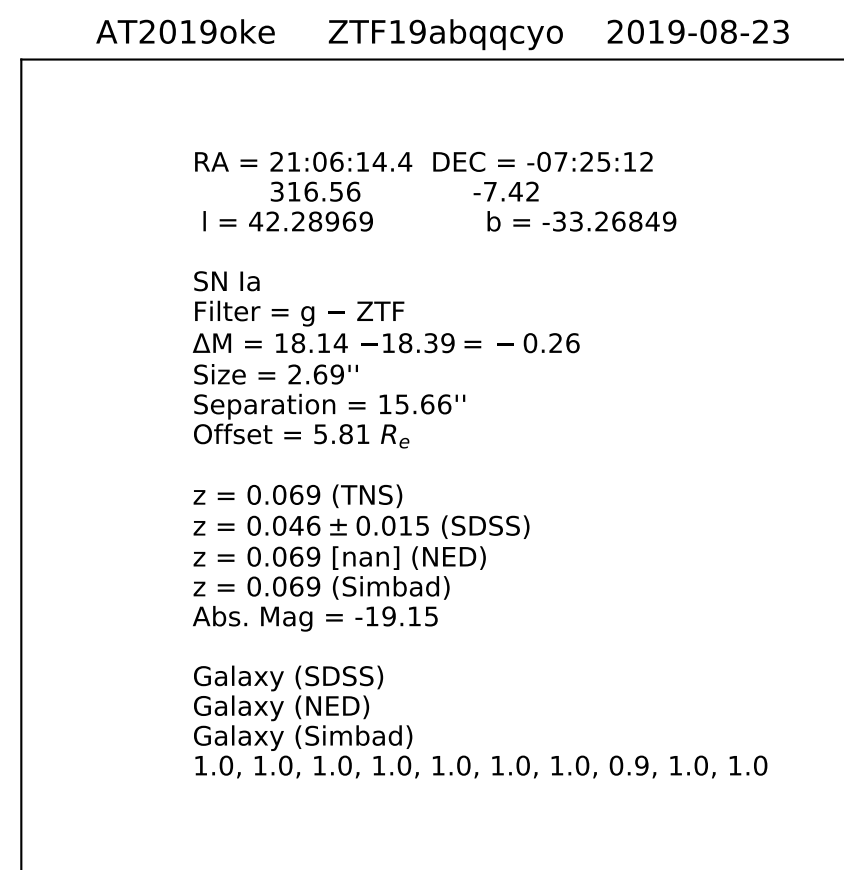 AT2019oke ZTF19abqqcyo 2019-08-23
RA = 21:06:14.4 DEC = -07:25:12
316.56 -7.42
l = 42.28969 b = -33.26849
SN Ia
Filter = g − ZTF
ΔM = 18.14 −18.39 = − 0.26
Size = 2.69''
Separation = 15.66''
Offset = 5.81 Rₑ
z = 0.069 (TNS)
z = 0.046 ± 0.015 (SDSS)
z = 0.069 [nan] (NED)
z = 0.069 (Simbad)
Abs. Mag = -19.15
Galaxy (SDSS)
Galaxy (NED)
Galaxy (Simbad)
1.0, 1.0, 1.0, 1.0, 1.0, 1.0, 1.0, 0.9, 1.0, 1.0